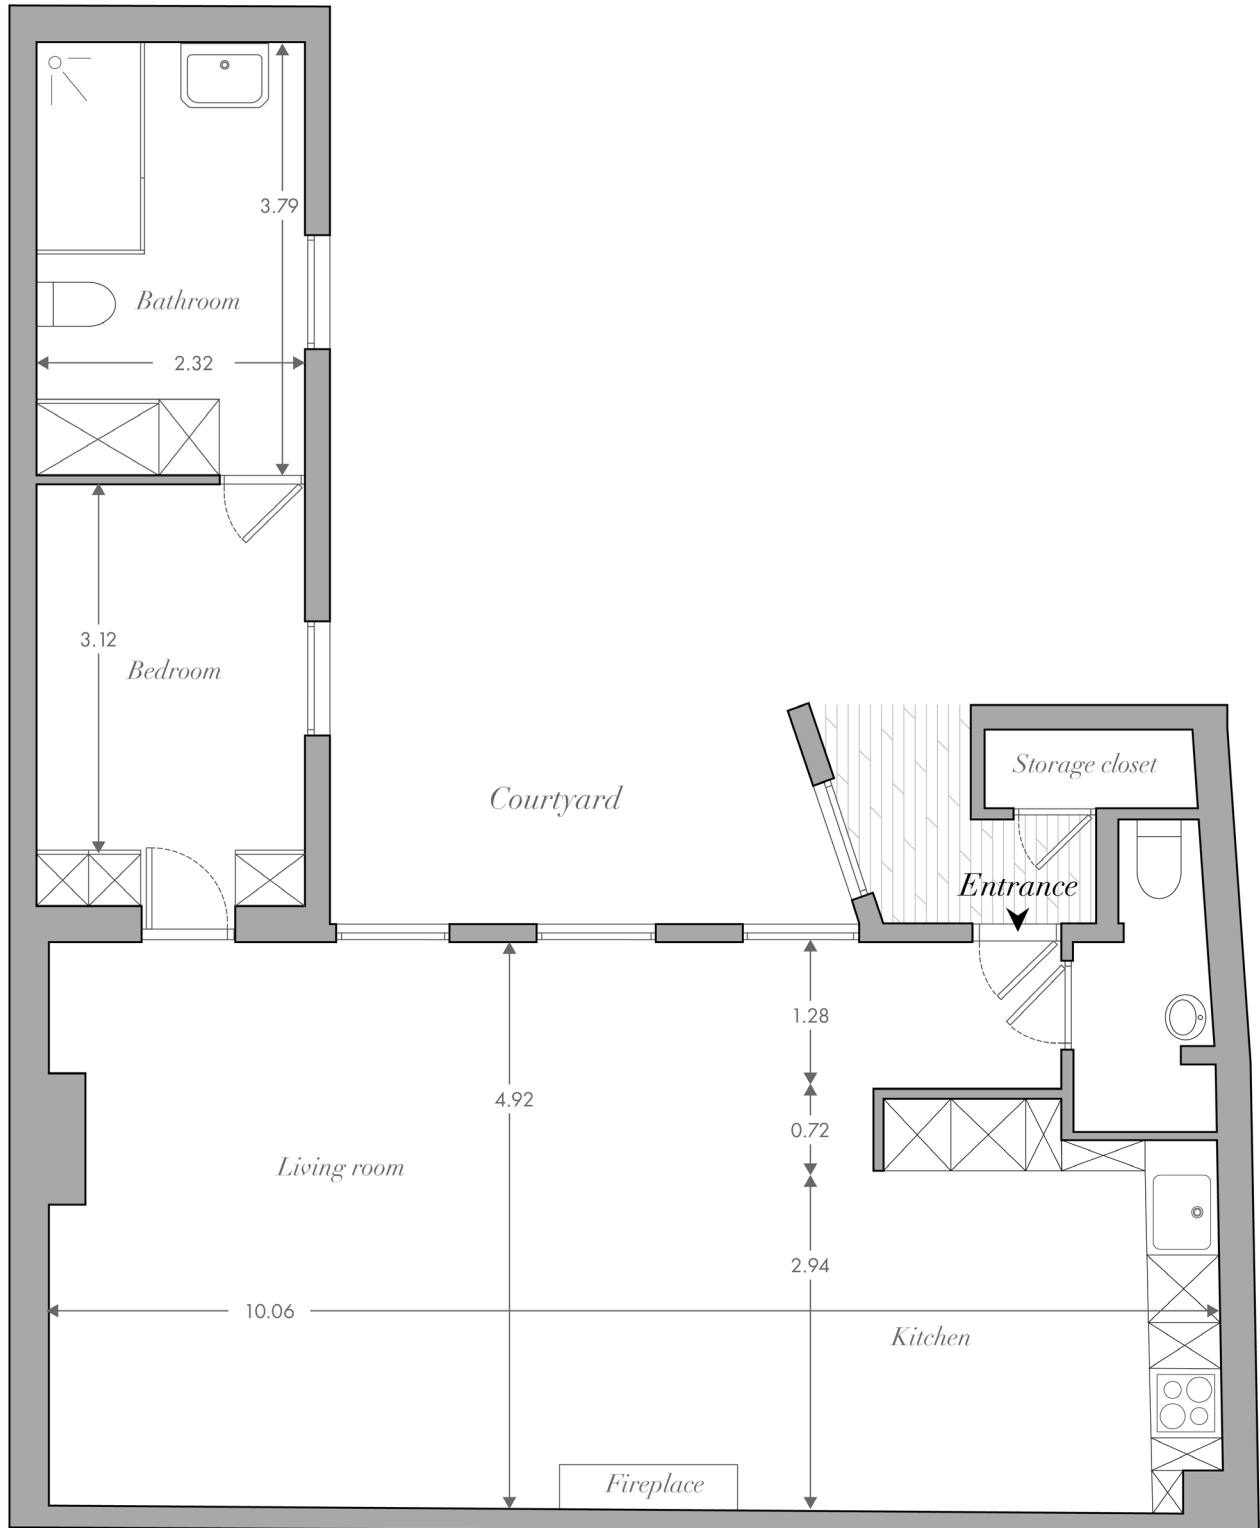 3.79
Bathroom
2.32
3.12
Bedroom
Storage closet
Courtyard
Entrance
1.28
4.92
0.72
Living room
2.94
10.06
Kitchen
Fireplace